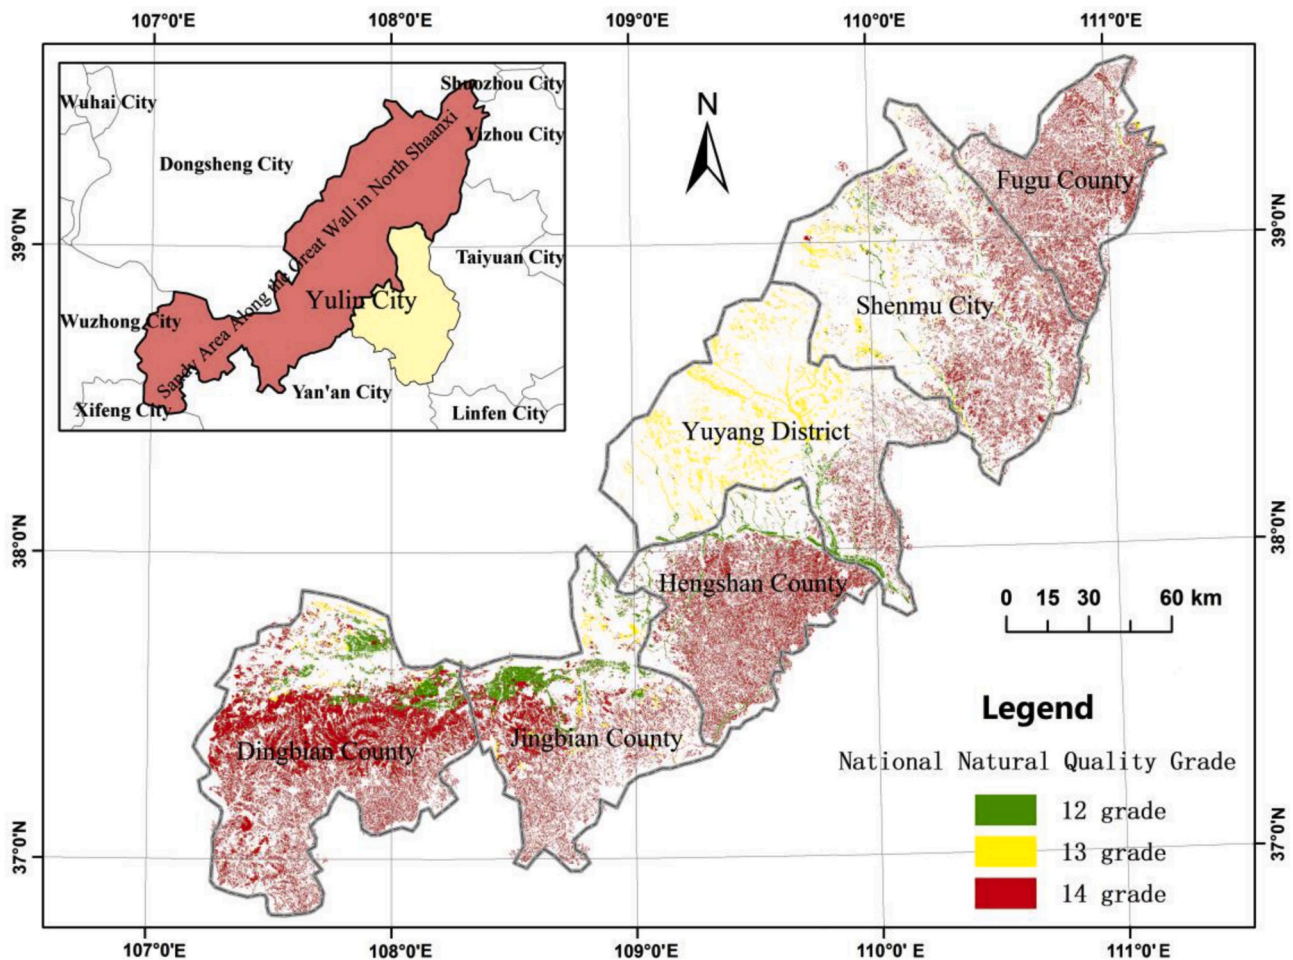 107°0'E 108°0'E 109°0'E 110°0'E 111°0'E
Shuozhou City
Wuhai City
Yizhou City
Dongsheng City
Sandy Area Along the Great Wall in North Shaanxi
Taiyuan City
Yulin City
Wuzhong City
Yan'an City
Xifeng City
Linfen City
N
Fugu County
39°0'N 39°0'N
Shenmu City
Yuyang District
38°0'N 38°0'N
Hengshan County
0 15 30 60 km
Legend
Dingbian County
Jingbian County
National Natural Quality Grade
12 grade
13 grade
37°0'N 37°0'N
14 grade
107°0'E 108°0'E 109°0'E 110°0'E 111°0'E